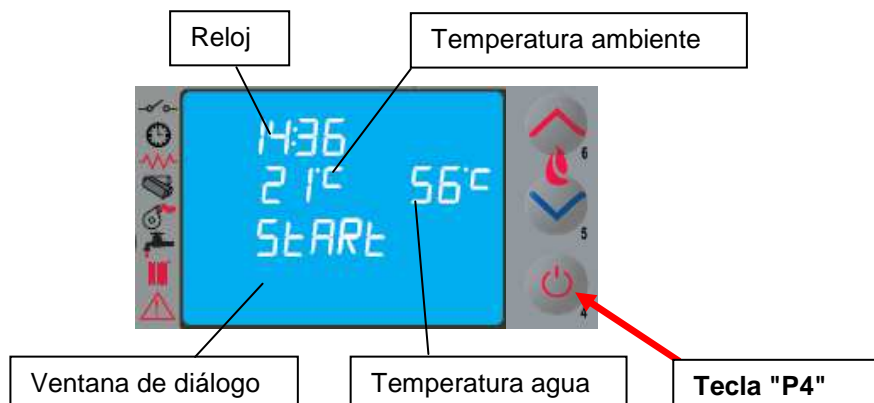 Reloj
Temperatura ambiente
14:36
21°C 56°C
StARt
6
5
4
Ventana de diálogo
Temperatura agua
Tecla "P4"